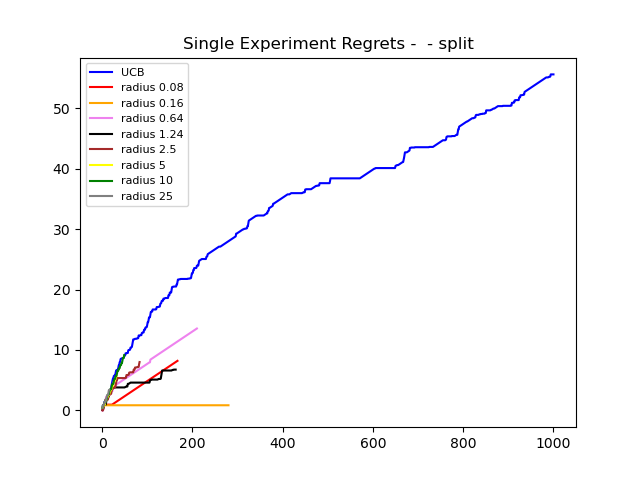 Single Experiment Regrets -  - split
UCB
radius 0.08
radius 0.16
radius 0.64
radius 1.24
radius 2.5
radius 5
radius 10
radius 25
50
40
30
20
10
0
0 200 400 600 800 1000